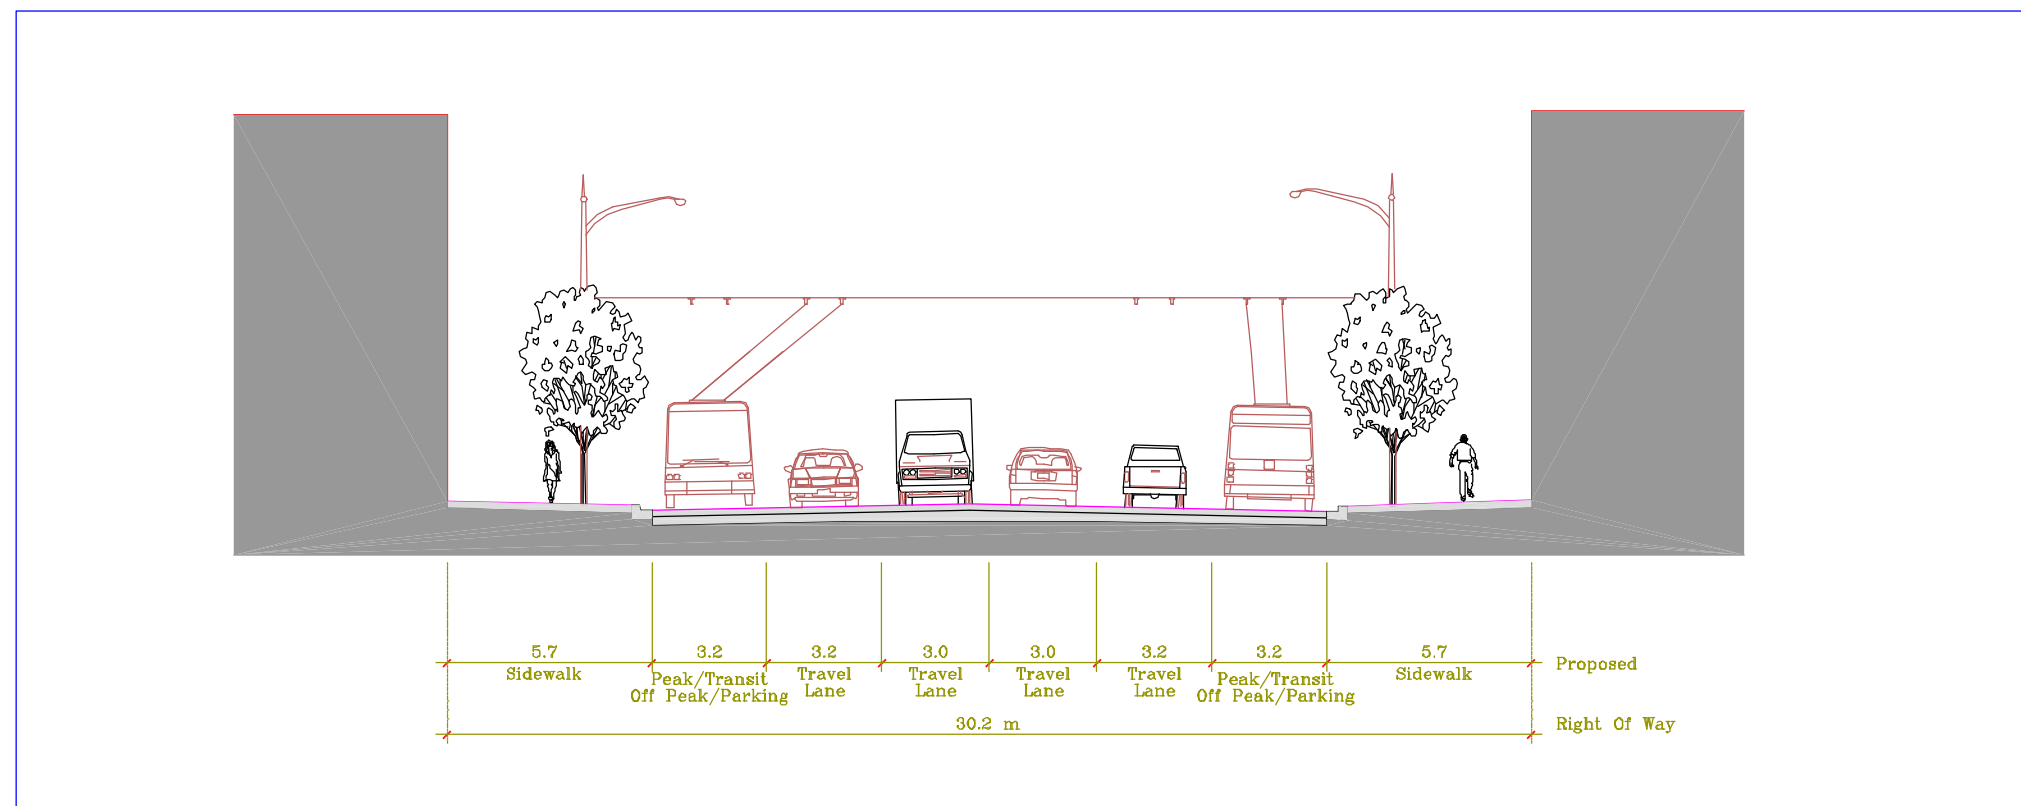 5.7 3.2 3.2 3.0 3.0 3.2 3.2 5.7
Sidewalk Peak/Transit Travel Travel Travel Travel Peak/Transit Sidewalk Proposed
Off Peak/Parking Lane Lane Lane Lane Off Peak/Parking
30.2 m Right Of Way